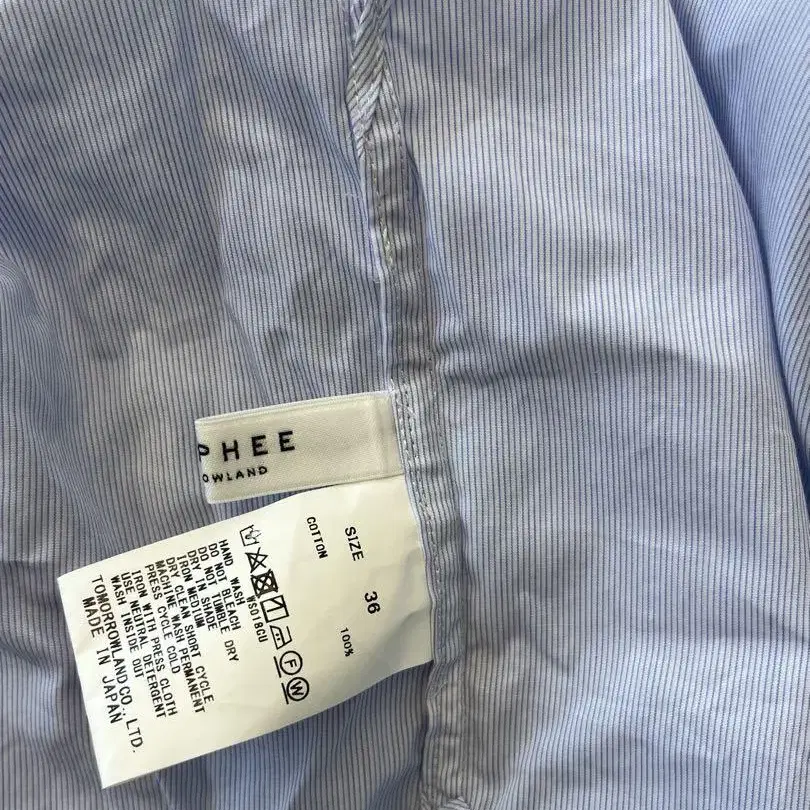 PHEE
OWLAND
SIZE 36
COTTON 100%
WS01BCU
HAND WASH
DO NOT BLEACH
DO NOT TUMBLE DRY
DRY IN SHADE
IRON MEDIUM
DRY CLEAN SHORT CYCLE
MACHINE WASH PERMANENT
PRESS CYCLE COLD
IRON WITH PRESS CLOTH
USE NEUTRAL DETERGENT
WASH INSIDE OUT
TOMORROWLAND CO., LTD.
MADE IN JAPAN
F
W